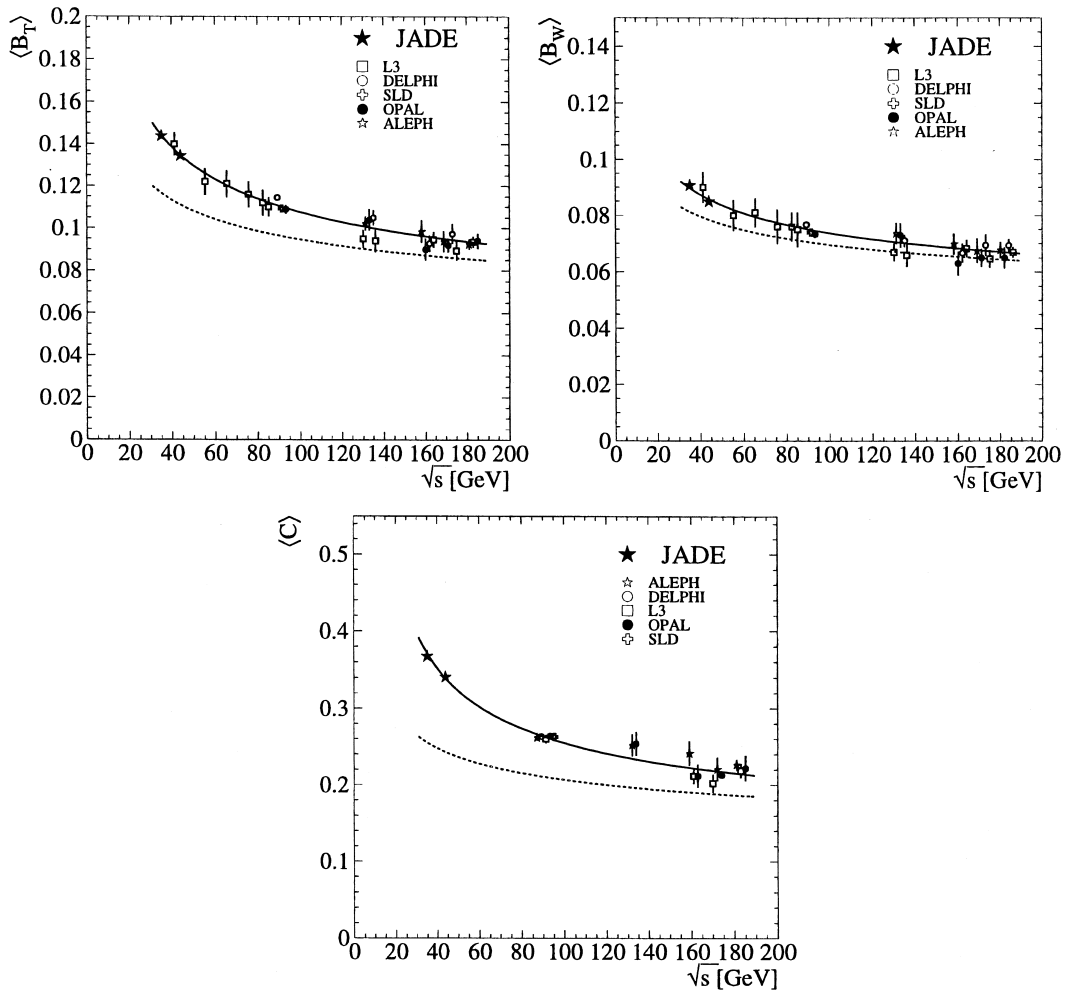 ⟨B_T⟩
0.2
0.18
0.16
0.14
0.12
0.1
0.08
0.06
0.04
0.02
0
JADE
L3
DELPHI
SLD
OPAL
ALEPH
0 20 40 60 80 100 120 140 160 180 200
√s [GeV]
⟨B_W⟩
0.14
0.12
0.1
0.08
0.06
0.04
0.02
0
JADE
L3
DELPHI
SLD
OPAL
ALEPH
0 20 40 60 80 100 120 140 160 180 200
√s [GeV]
⟨C⟩
0.5
0.4
0.3
0.2
0.1
0
JADE
ALEPH
DELPHI
L3
OPAL
SLD
0 20 40 60 80 100 120 140 160 180 200
√s [GeV]